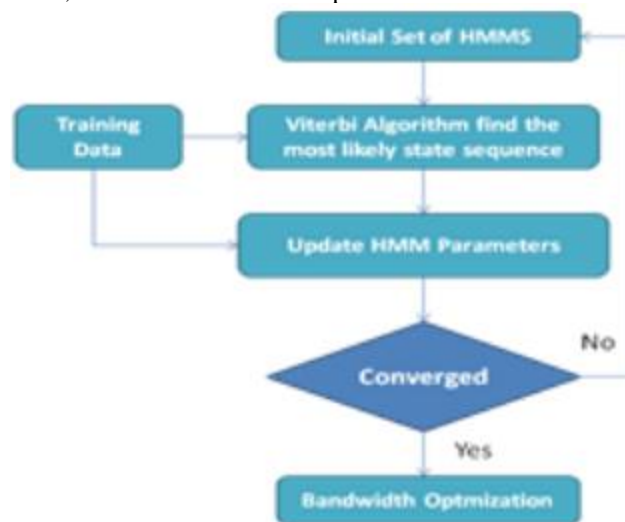 Initial Set of HMMS
Training
Data
Viterbi Algorithm find the
most likely state sequence
Update HMM Parameters
Converged
No
Yes
Bandwidth Optmization